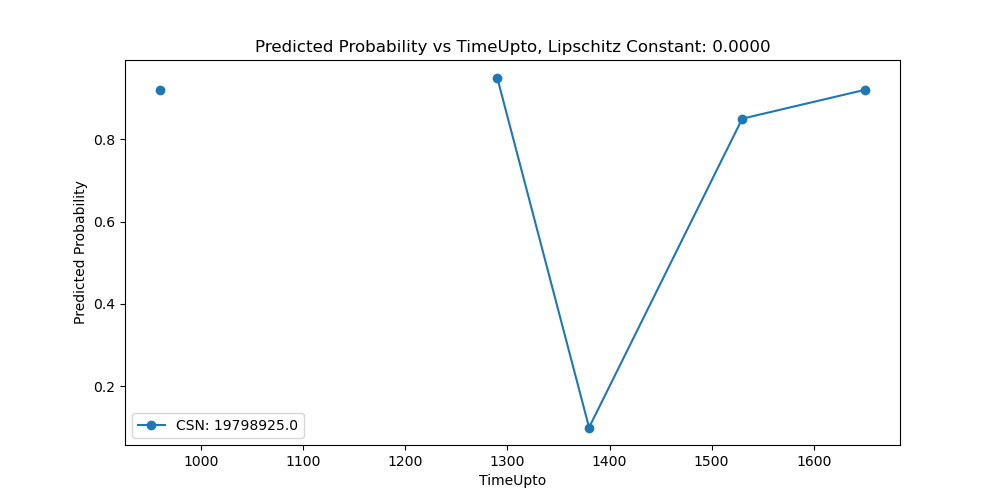 Predicted Probability vs TimeUpto, Lipschitz Constant: 0.0000
Predicted Probability
0.8
0.6
0.4
0.2
CSN: 19798925.0
1000 1100 1200 1300 1400 1500 1600
TimeUpto